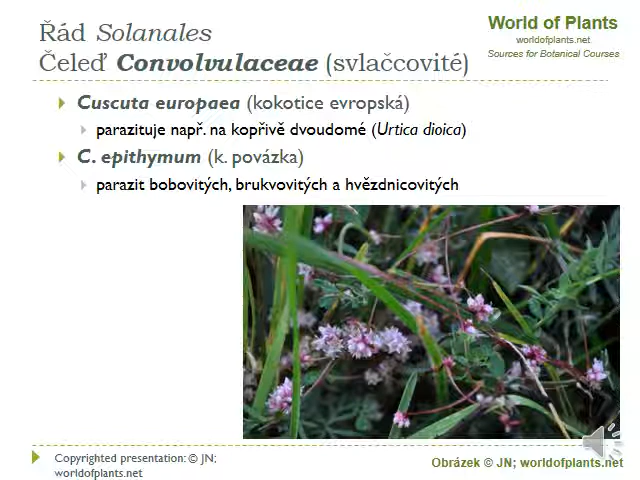 Řád Solanales
Čeleď Convolvulaceae (svlačcovité)
World of Plants
worldofplants.net
Sources for Botanical Courses
Cuscuta europaea (kokotice evropská)
parazituje např. na kopřivě dvoudomé (Urtica dioica)
C. epithymum (k. povázka)
parazit bobovitých, brukvovitých a hvězdnicovitých
Copyrighted presentation: © JN;
worldofplants.net
Obrázek © JN; worldofplants.net